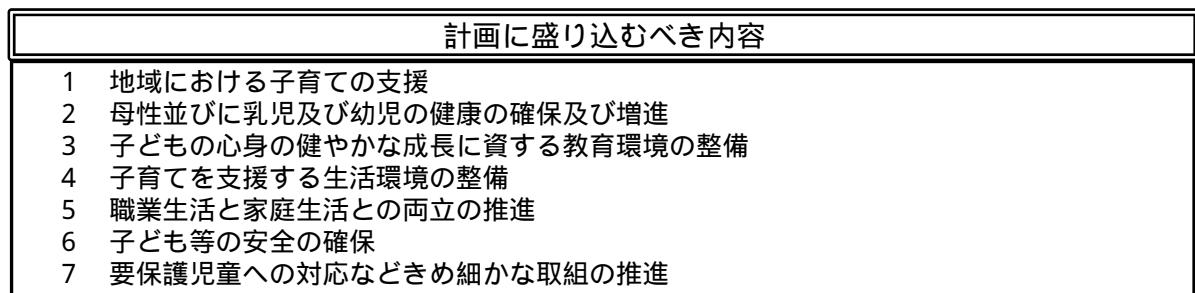 計画に盛り込むべき内容
1 地域における子育ての支援
2 母性並びに乳児及び幼児の健康の確保及び増進
3 子どもの心身の健やかな成長に資する教育環境の整備
4 子育てを支援する生活環境の整備
5 職業生活と家庭生活との両立の推進
6 子ども等の安全の確保
7 要保護児童への対応などきめ細かな取組の推進